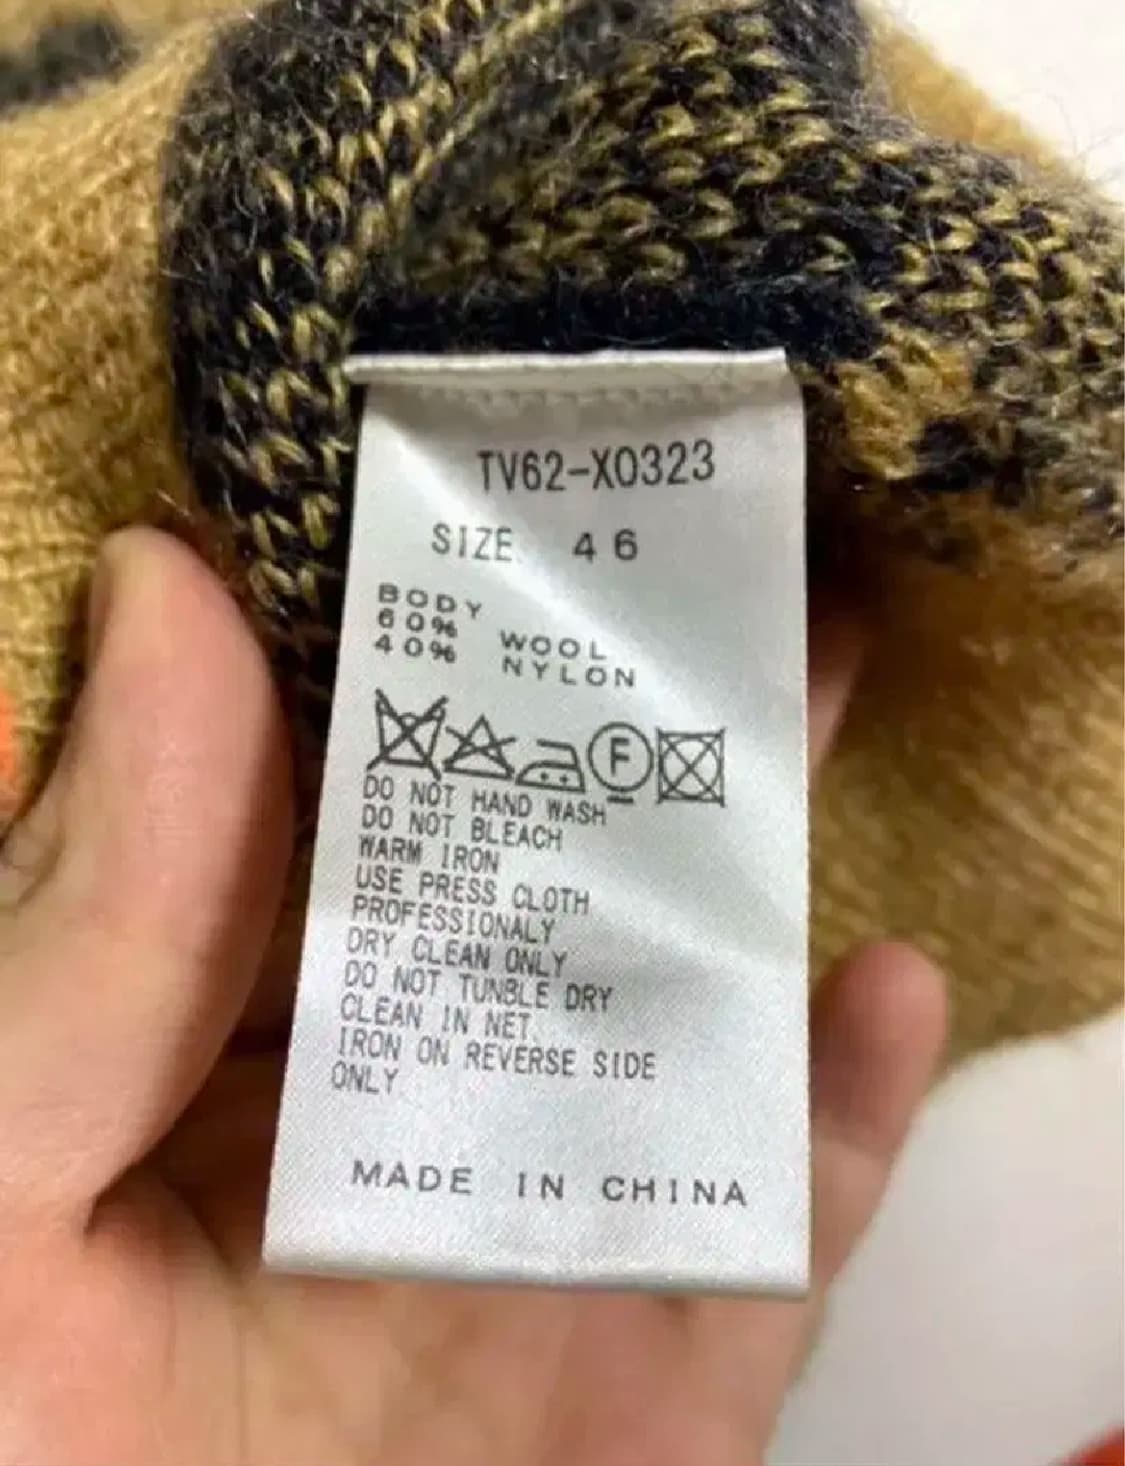 TV62-X0323
SIZE 46
BODY
60% WOOL
40% NYLON
F
DO NOT HAND WASH
DO NOT BLEACH
WARM IRON
USE PRESS CLOTH
PROFESSIONALY
DRY CLEAN ONLY
DO NOT TUNBLE DRY
CLEAN IN NET.
IRON ON REVERSE SIDE
ONLY
MADE IN CHINA